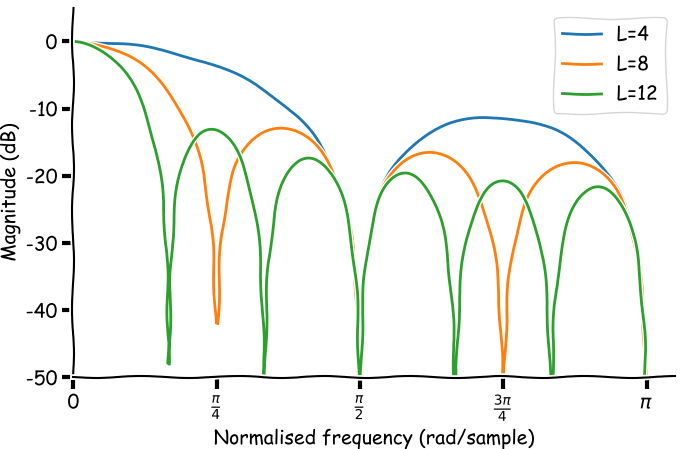 L=4
L=8
L=12
Magnitude (dB)
0
-10
-20
-30
-40
-50
0
π/4
π/2
3π/4
π
Normalised frequency (rad/sample)